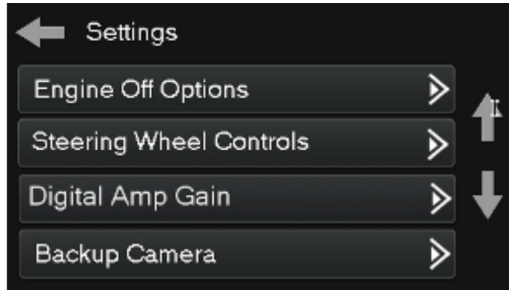 Settings
Engine Off Options
Steering Wheel Controls
Digital Amp Gain
Backup Camera